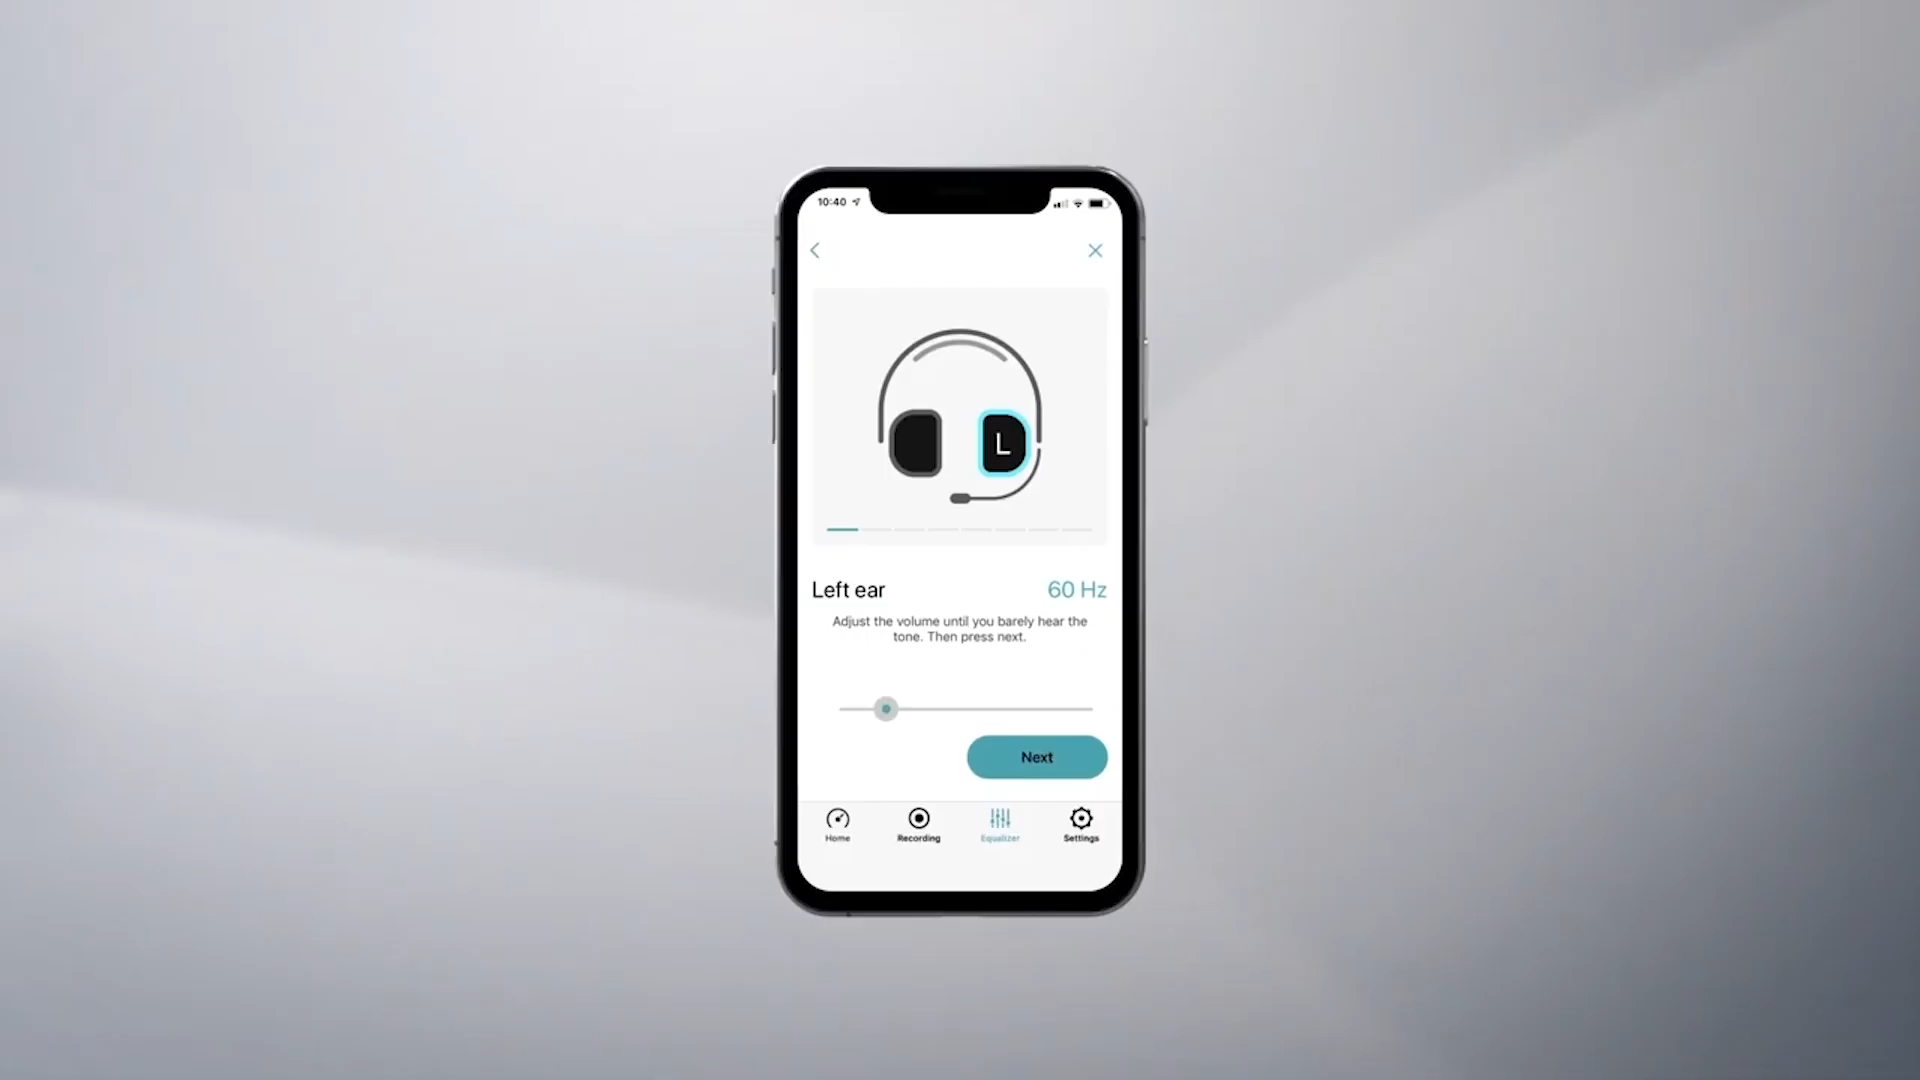 10:40
L
Left ear
60 Hz
Adjust the volume until you barely hear the
tone. Then press next.
Next
Home
Recording
Equalizer
Settings